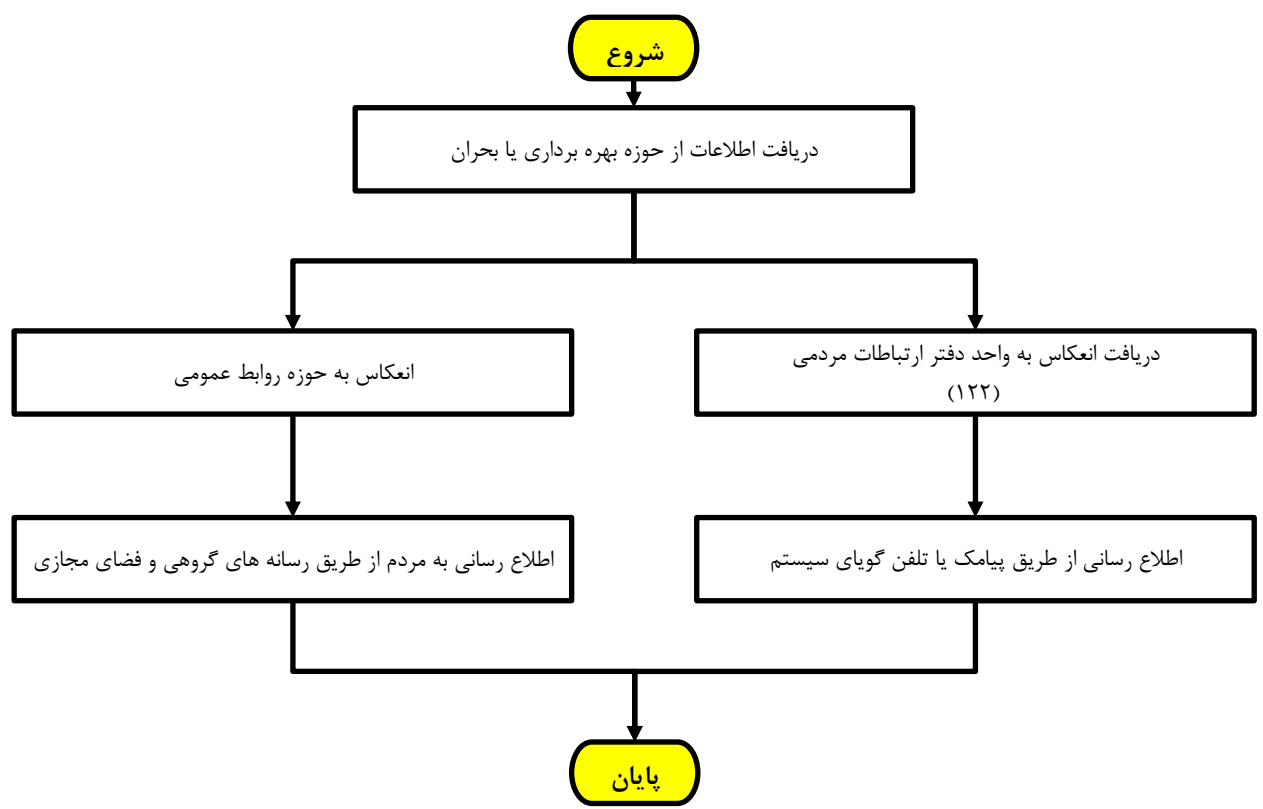 شروع
دریافت اطلاعات از حوزه بهره برداری یا بحران
دریافت انعکاس به واحد دفتر ارتباطات مردمی
(۱۲۲)
انعکاس به حوزه روابط عمومی
اطلاع رسانی از طریق پیامک یا تلفن گویای سیستم
اطلاع رسانی به مردم از طریق رسانه های گروهی و فضای مجازی
پایان